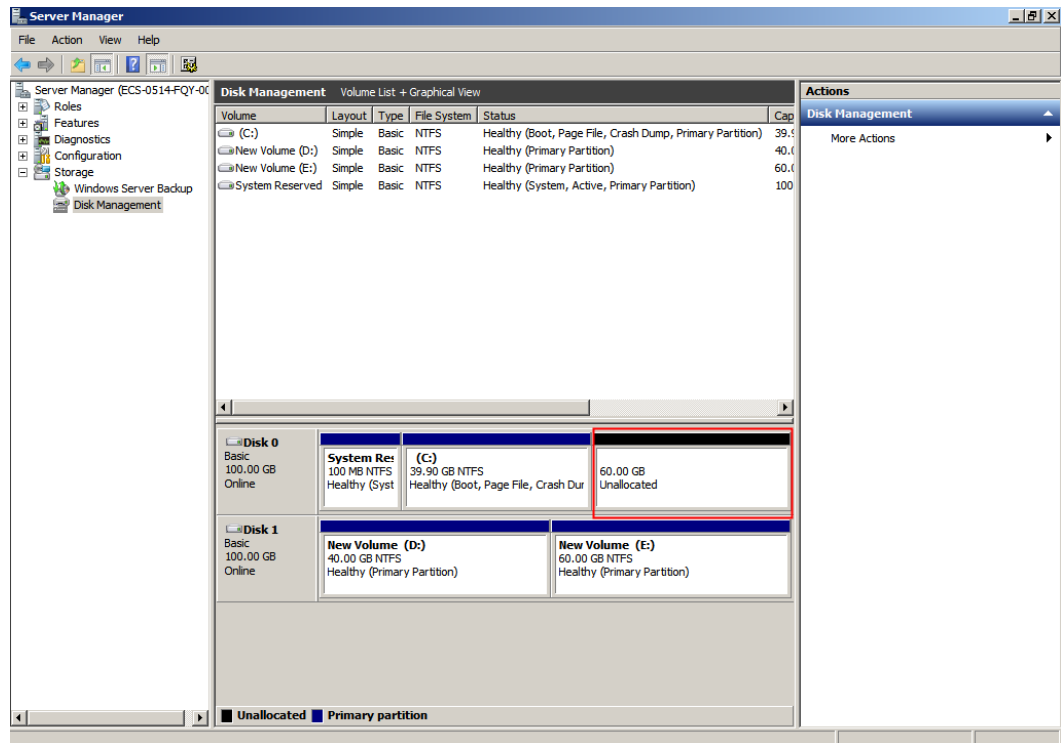 Server Manager
File Action View Help
Server Manager (ECS-0514-FQY-00
Roles
Features
Diagnostics
Configuration
Storage
Windows Server Backup
Disk Management
Disk Management Volume List + Graphical View
Volume Layout Type File System Status Cap
(C:) Simple Basic NTFS Healthy (Boot, Page File, Crash Dump, Primary Partition) 39.9
New Volume (D:) Simple Basic NTFS Healthy (Primary Partition) 40.0
New Volume (E:) Simple Basic NTFS Healthy (Primary Partition) 60.0
System Reserved Simple Basic NTFS Healthy (System, Active, Primary Partition) 100
Disk 0
Basic
100.00 GB
Online
System Res
100 MB NTFS
Healthy (Syst
(C:)
39.90 GB NTFS
Healthy (Boot, Page File, Crash Dur
60.00 GB
Unallocated
Disk 1
Basic
100.00 GB
Online
New Volume (D:)
40.00 GB NTFS
Healthy (Primary Partition)
New Volume (E:)
60.00 GB NTFS
Healthy (Primary Partition)
Unallocated Primary partition
Actions
Disk Management
More Actions